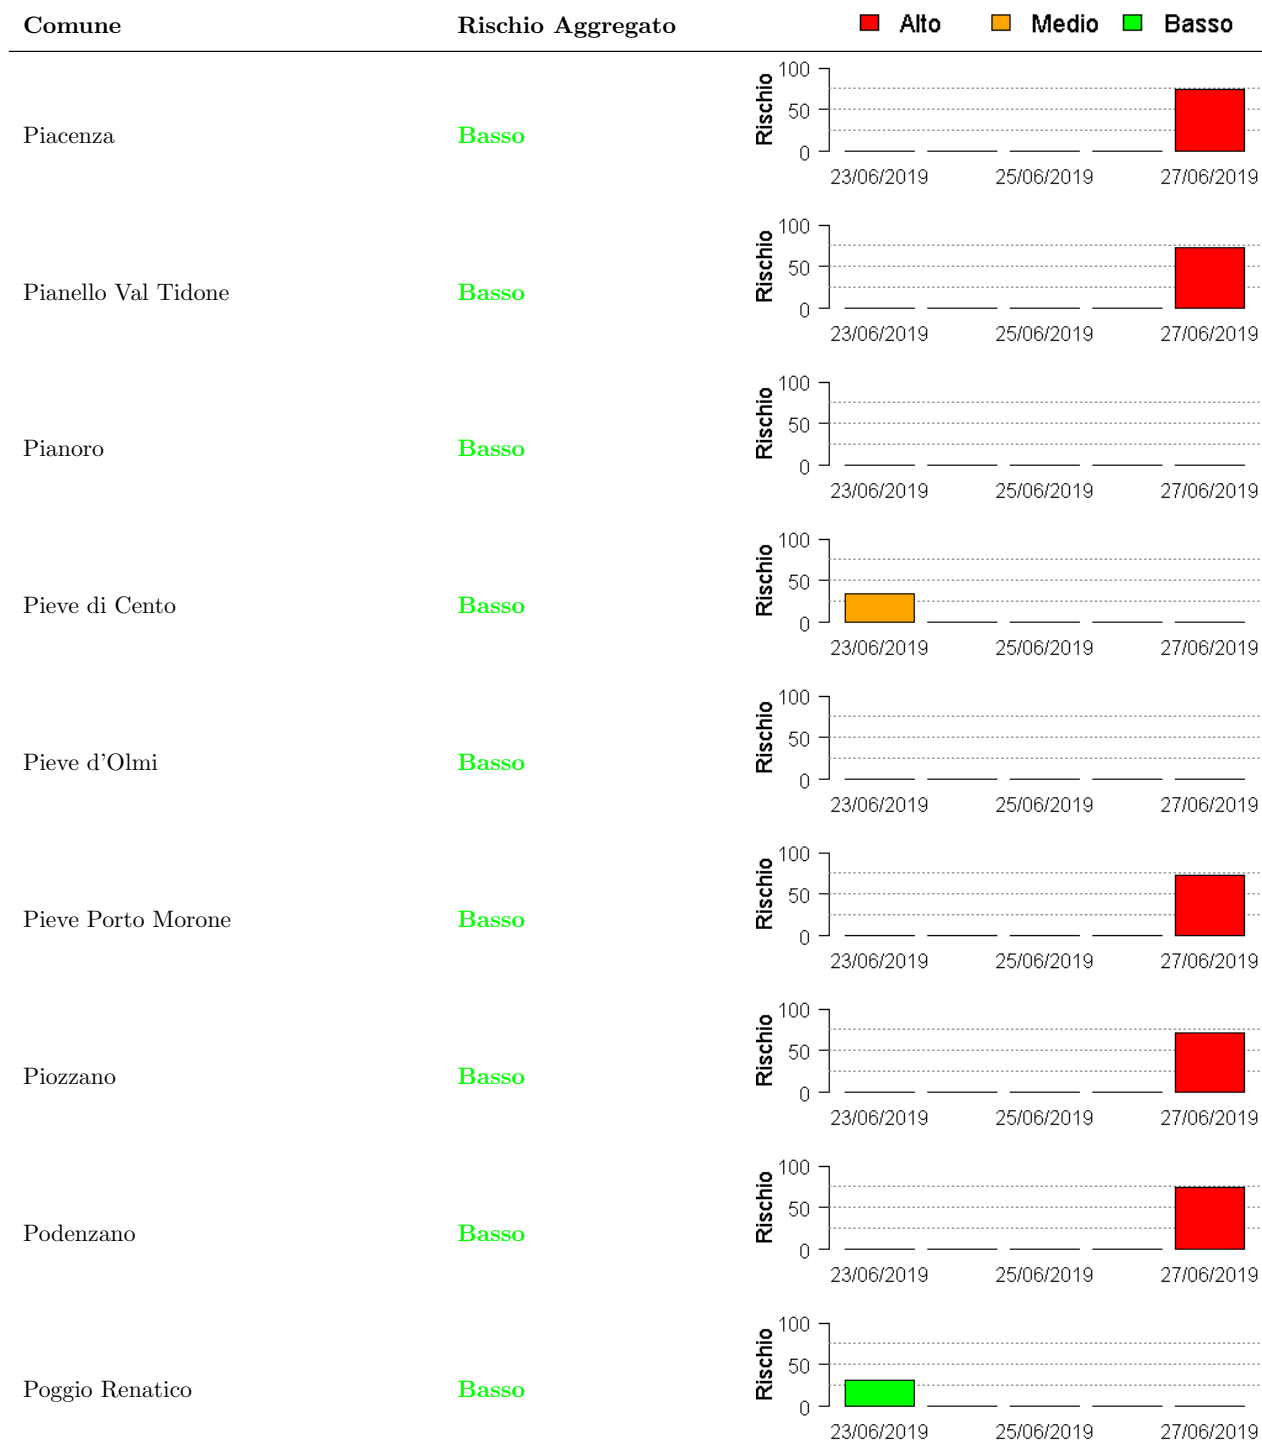 Comune Rischio Aggregato Alto Medio Basso
100
Rischio
50
Piacenza Basso
0
23/06/2019 25/06/2019 27/06/2019
100
Rischio
50
Pianello Val Tidone Basso
0
23/06/2019 25/06/2019 27/06/2019
100
Rischio
50
Pianoro Basso
0
23/06/2019 25/06/2019 27/06/2019
100
Rischio
50
Pieve di Cento Basso
0
23/06/2019 25/06/2019 27/06/2019
100
Rischio
50
Pieve d'Olmi Basso
0
23/06/2019 25/06/2019 27/06/2019
100
Rischio
50
Pieve Porto Morone Basso
0
23/06/2019 25/06/2019 27/06/2019
100
Rischio
50
Piozzano Basso
0
23/06/2019 25/06/2019 27/06/2019
100
Rischio
50
Podenzano Basso
0
23/06/2019 25/06/2019 27/06/2019
100
Rischio
50
Poggio Renatico Basso
0
23/06/2019 25/06/2019 27/06/2019